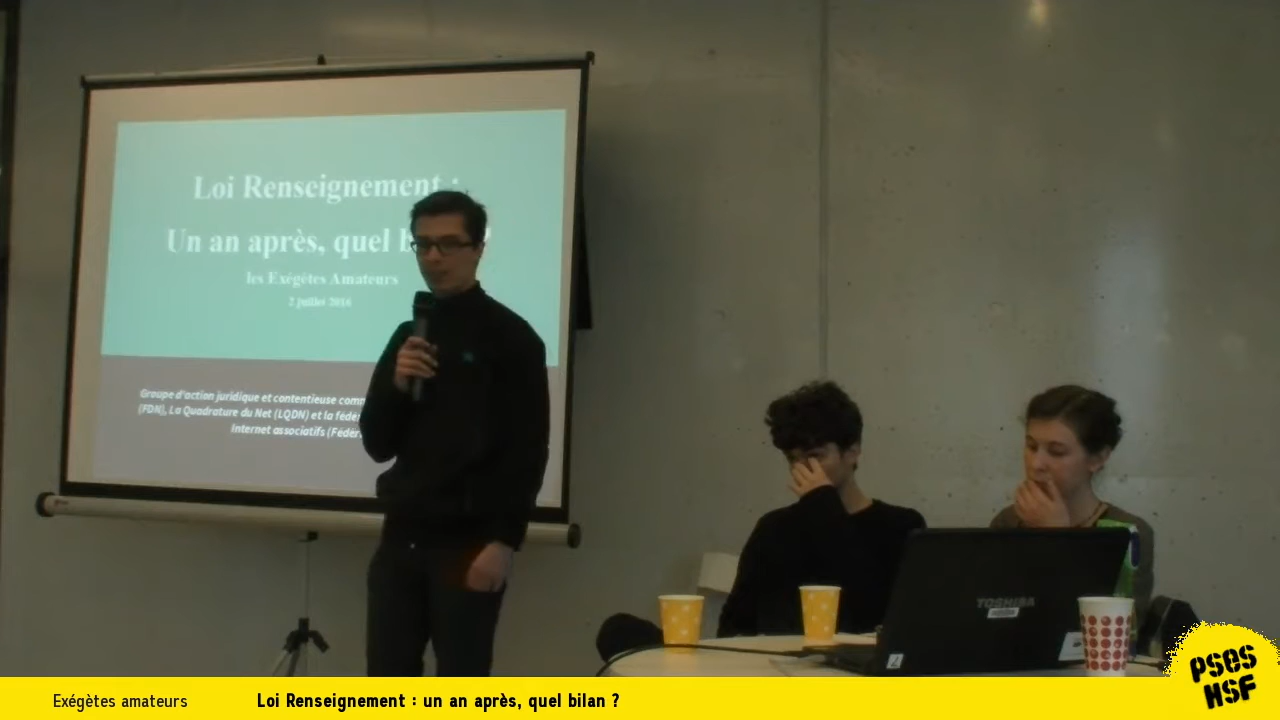 Loi Renseignement :
Un an après, quel ?
les Exégètes Amateurs
2 juillet 2016
Groupe d'action juridique et contentieuse
(FDN), La Quadrature du Net (LQDN) et la
Internet associatifs
TOSHIBA
Exégètes amateurs
Loi Renseignement : un an après, quel bilan ?
PSES
HSF